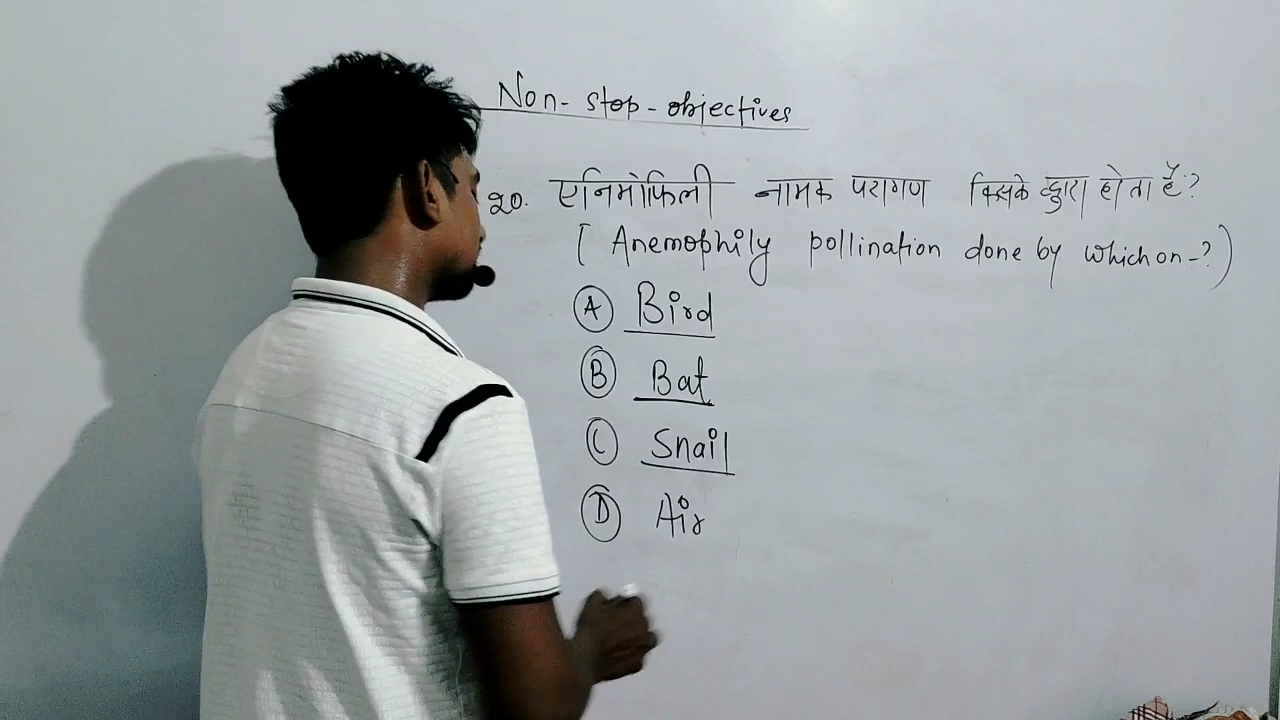 Non-stop-objectives
20. एनिमोफिली नामक परागण किसके द्वारा होता है?
[ Anemophily pollination done by which on-? )
(A) Bird
(B) Bat
(C) Snail
(D) Air